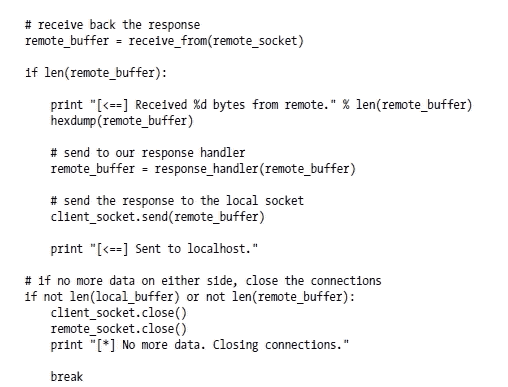 # receive back the response
remote_buffer = receive_from(remote_socket)
if len(remote_buffer):
print "[<==] Received %d bytes from remote." % len(remote_buffer)
hexdump(remote_buffer)
# send to our response handler
remote_buffer = response_handler(remote_buffer)
# send the response to the local socket
client_socket.send(remote_buffer)
print "[<==] Sent to localhost."
# if no more data on either side, close the connections
if not len(local_buffer) or not len(remote_buffer):
client_socket.close()
remote_socket.close()
print "[*] No more data. Closing connections."
break